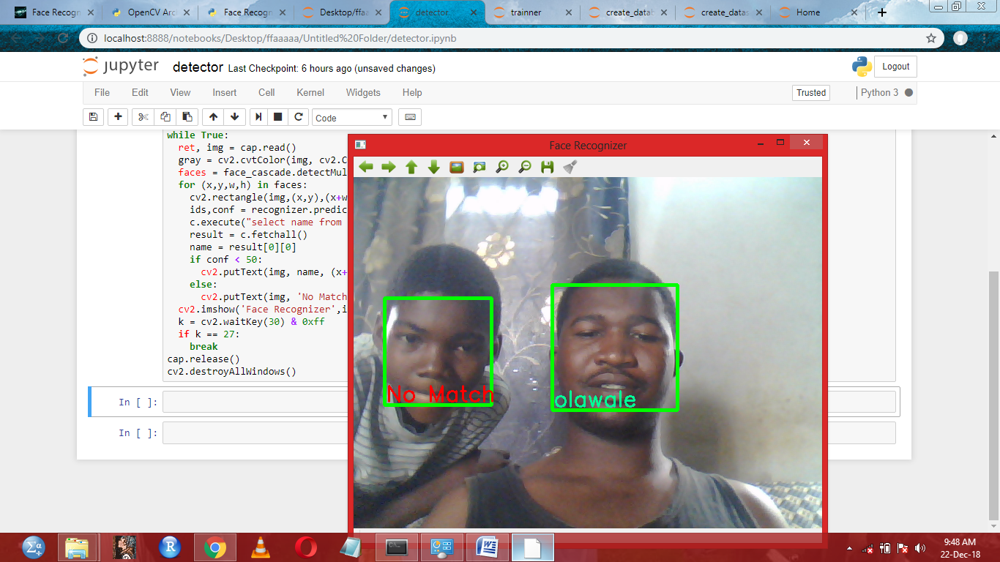 Face Recogn
OpenCV Arc
Face Recogn
Desktop/ffaa
detector
trainner
create_datab
create_datas
Home
localhost:8888/notebooks/Desktop/ffaaaaa/Untitled%20Folder/detector.ipynb
jupyter
detector Last Checkpoint: 6 hours ago (unsaved changes)
Logout
File Edit View Insert Cell Kernel Widgets Help
Trusted
Python 3
Code
while True:
ret, img = cap.read()
gray = cv2.cvtColor(img, cv2.C
faces = face_cascade.detectMul
for (x,y,w,h) in faces:
cv2.rectangle(img,(x,y),(x+w
ids,conf = recognizer.predic
c.execute("select name from
result = c.fetchall()
name = result[0][0]
if conf < 50:
cv2.putText(img, name, (x+
else:
cv2.putText(img, 'No Match
cv2.imshow('Face Recognizer',i
k = cv2.waitKey(30) & 0xff
if k == 27:
break
cap.release()
cv2.destroyAllWindows()
In [ ]:
In [ ]:
Face Recognizer
No Match
olawale
9:48 AM
22-Dec-18